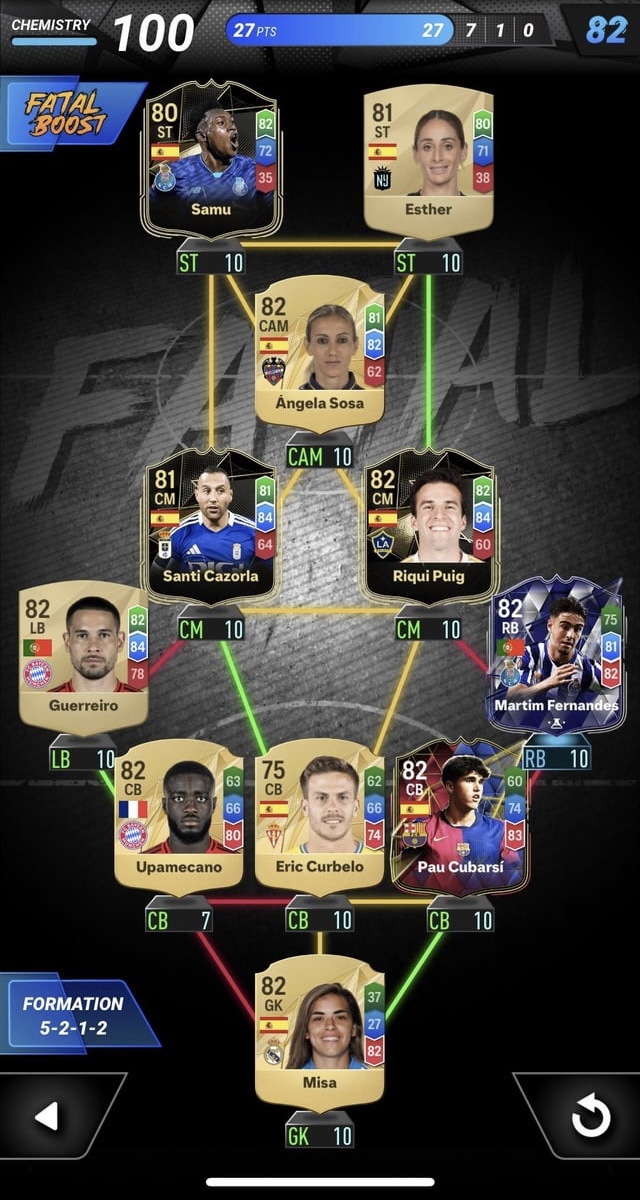 CHEMISTRY 100
27 PTS 27 7 1 0
82
FATAL
BOOST
80
ST
82
72
35
Samu
81
ST
80
71
38
NJ
Esther
ST 10
ST 10
FATAL
82
CAM
81
82
62
Ángela Sosa
CAM 10
81
CM
81
84
64
Santi Cazorla
82
CM
82
84
60
LA
Riqui Puig
CM 10
CM 10
82
LB
82
84
78
Guerreiro
82
RB
75
81
82
Martim Fernandes
LB 10
RB 10
82
CB
63
66
80
Upamecano
75
CB
62
66
74
Eric Curbelo
82
CB
60
74
83
Pau Cubarsí
CB 7
CB 10
CB 10
82
GK
37
27
82
Misa
GK 10
FORMATION
5-2-1-2